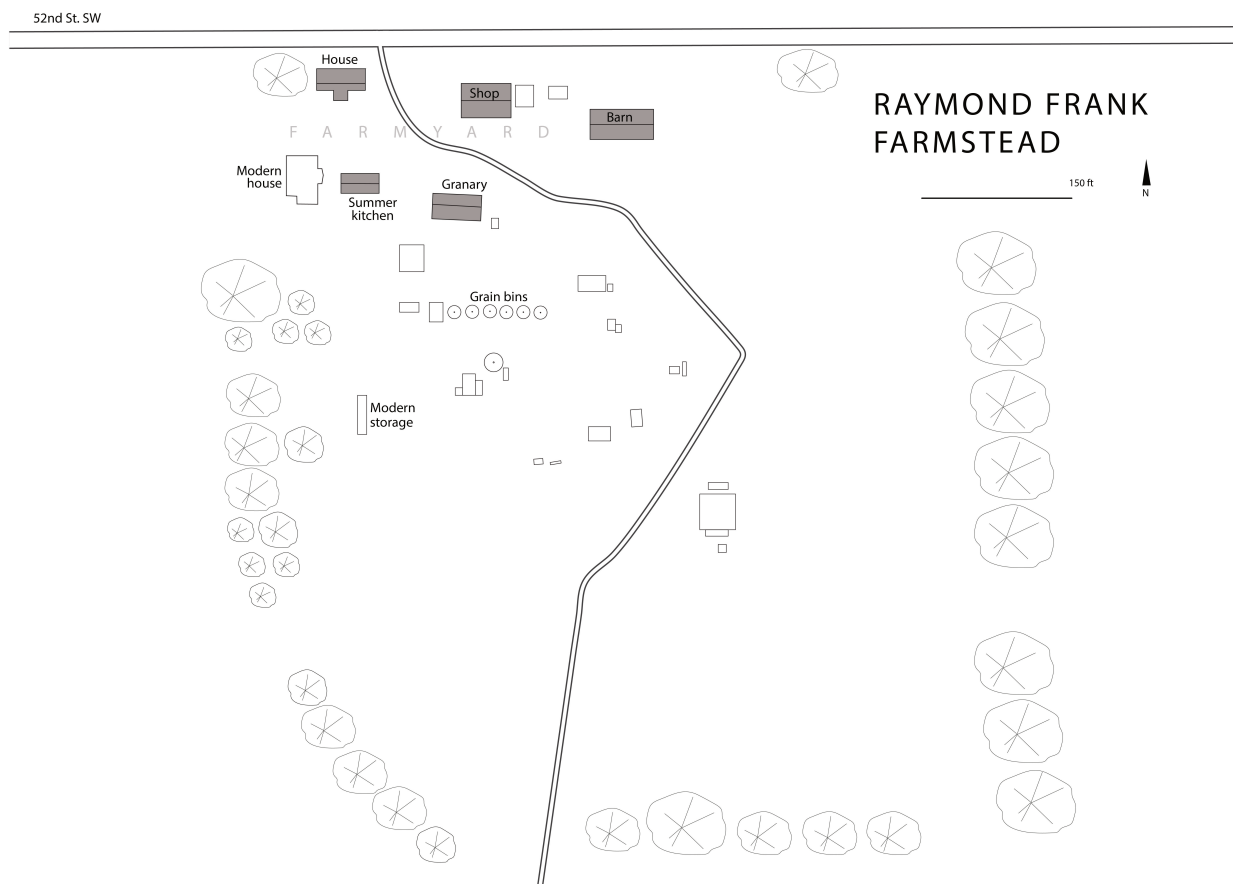 52nd St. SW
House
Shop
Barn
RAYMOND FRANK
FARMSTEAD
FARMYARD
Modern
house
Summer
kitchen
Granary
150 ft
N
Grain bins
Modern
storage